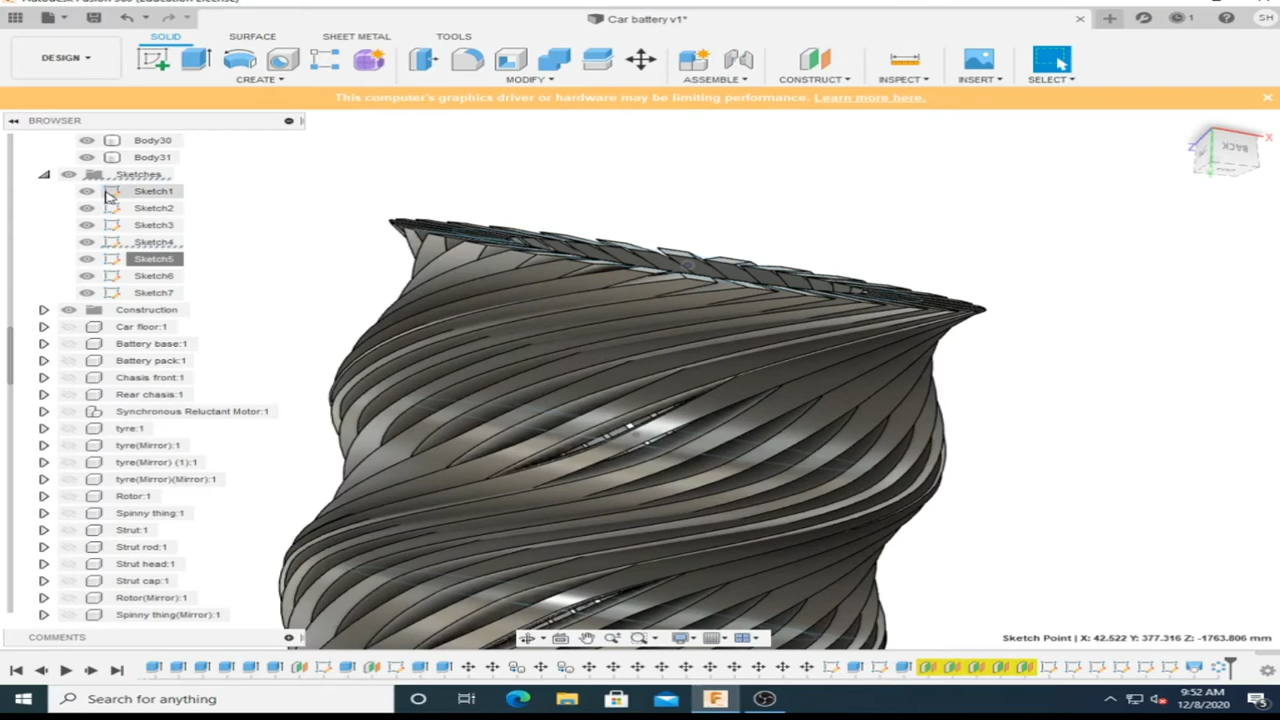 Car battery v1*
1
SH
DESIGN
SOLID
SURFACE
SHEET METAL
TOOLS
CREATE
MODIFY
ASSEMBLE
CONSTRUCT
INSPECT
INSERT
SELECT
This computer's graphics driver or hardware may be limiting performance. Learn more here.
BROWSER
Body30
Body31
Sketches
Sketch1
Sketch2
Sketch3
Sketch4
Sketch5
Sketch6
Sketch7
Construction
Car floor:1
Battery base:1
Battery pack:1
Chasis front:1
Rear chasis:1
Synchronous Reluctant Motor:1
tyre:1
tyre(Mirror):1
tyre(Mirror) (1):1
tyre(Mirror)(Mirror):1
Rotor:1
Spinny thing:1
Strut:1
Strut rod:1
Strut head:1
Strut cap:1
Rotor(Mirror):1
Spinny thing(Mirror):1
BACK
X
Z
COMMENTS
Sketch Point | X: 42.522 Y: 377.316 Z: -1763.806 mm
Search for anything
9:52 AM
12/8/2020
5